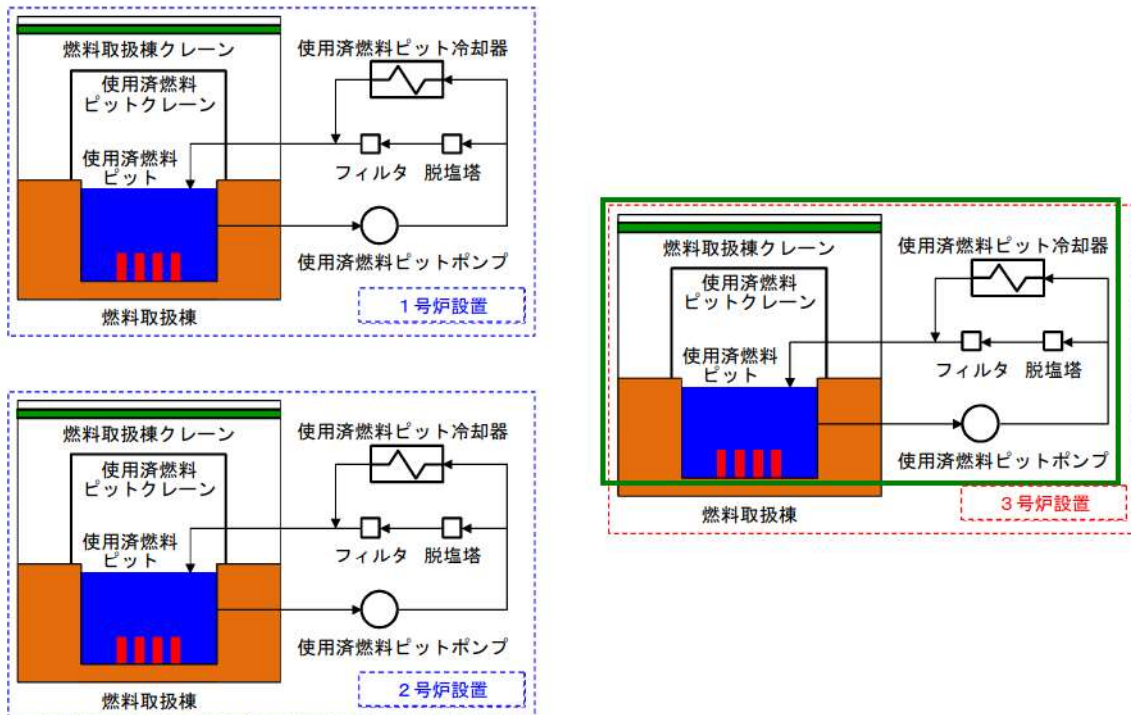 燃料取扱棟クレーン
使用済燃料
ピットクレーン
使用済燃料
ピット
使用済燃料ピット冷却器
フィルタ
脱塩塔
使用済燃料ピットポンプ
燃料取扱棟
1号炉設置
燃料取扱棟クレーン
使用済燃料
ピットクレーン
使用済燃料
ピット
使用済燃料ピット冷却器
フィルタ
脱塩塔
使用済燃料ピットポンプ
燃料取扱棟
2号炉設置
燃料取扱棟クレーン
使用済燃料
ピットクレーン
使用済燃料
ピット
使用済燃料ピット冷却器
フィルタ
脱塩塔
使用済燃料ピットポンプ
燃料取扱棟
3号炉設置